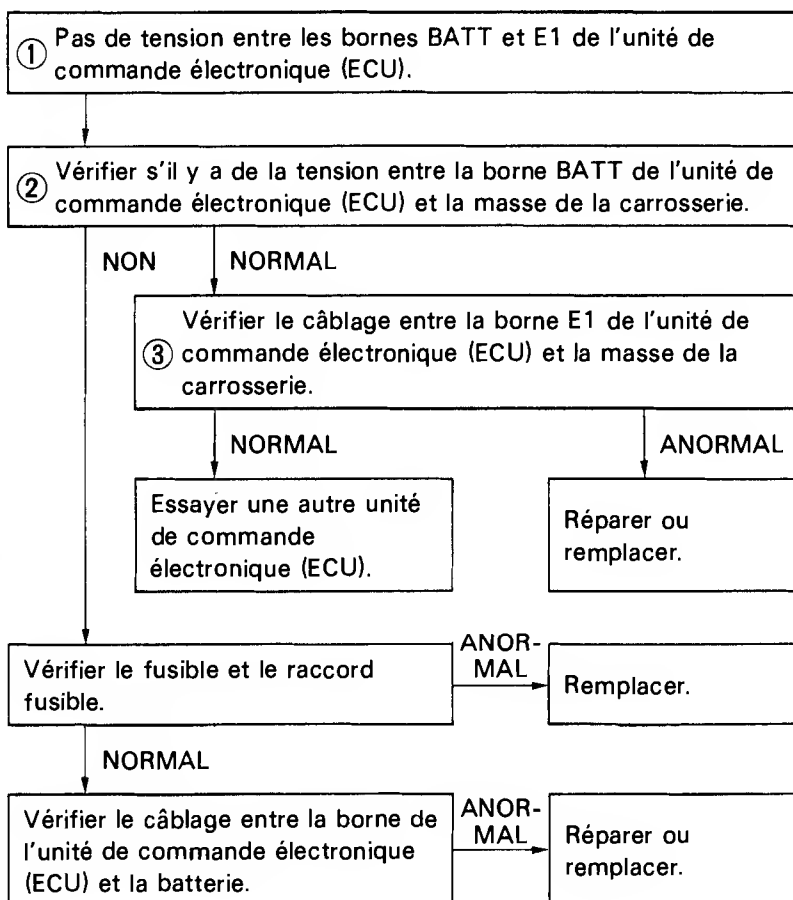 ① Pas de tension entre les bornes BATT et E1 de l'unité de
commande électronique (ECU).
② Vérifier s'il y a de la tension entre la borne BATT de l'unité de
commande électronique (ECU) et la masse de la carrosserie.
NON
NORMAL
Vérifier le câblage entre la borne E1 de l'unité de
③ commande électronique (ECU) et la masse de la
carrosserie.
NORMAL
ANORMAL
Essayer une autre unité
de commande
électronique (ECU).
Réparer ou
remplacer.
Vérifier le fusible et le raccord
fusible.
ANOR-
MAL
Remplacer.
NORMAL
Vérifier le câblage entre la borne de
l'unité de commande électronique
(ECU) et la batterie.
ANOR-
MAL
Réparer ou
remplacer.